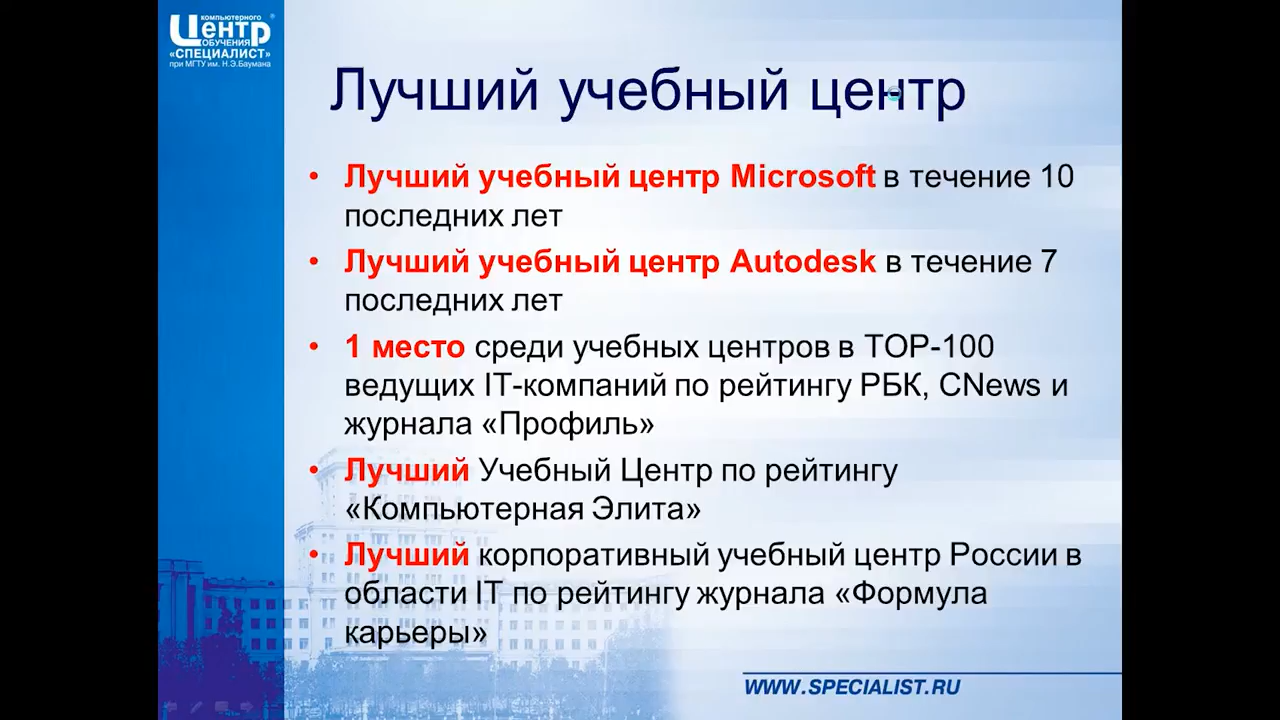 компьютерного
Центр
ОБУЧЕНИЯ
«СПЕЦИАЛИСТ»
при МГТУ им. Н.Э.Баумана
Лучший учебный центр
• Лучший учебный центр Microsoft в течение 10
последних лет
• Лучший учебный центр Autodesk в течение 7
последних лет
• 1 место среди учебных центров в TOP-100
ведущих IT-компаний по рейтингу РБК, CNews и
журнала «Профиль»
• Лучший Учебный Центр по рейтингу
«Компьютерная Элита»
• Лучший корпоративный учебный центр России в
области IT по рейтингу журнала «Формула
карьеры»
WWW.SPECIALIST.RU